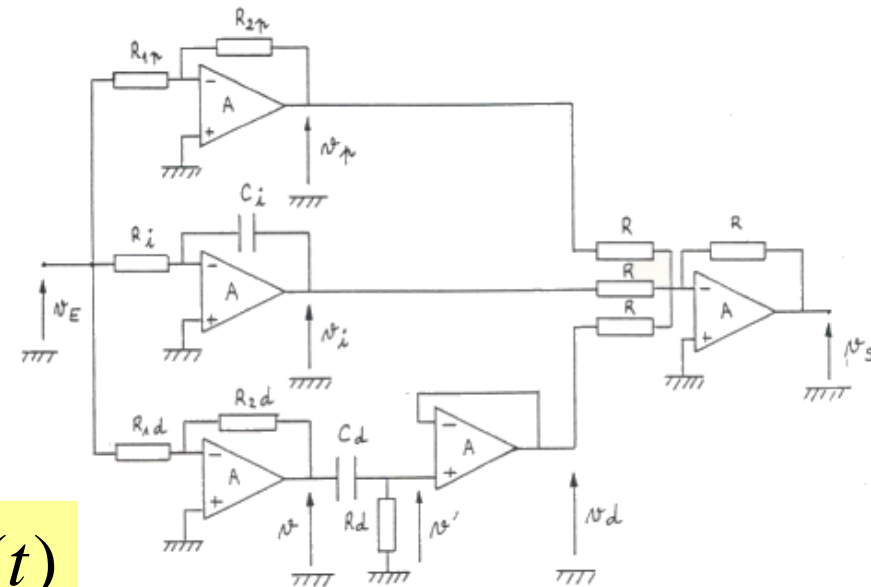 R2p
R1p
−
A
+
vp
Ci
Ri
−
A
+
vE
vi
R
R
R
R
−
A
+
vs
R1d
R2d
−
A
+
Cd
−
A
+
v
Rd
v'
vd
(t)